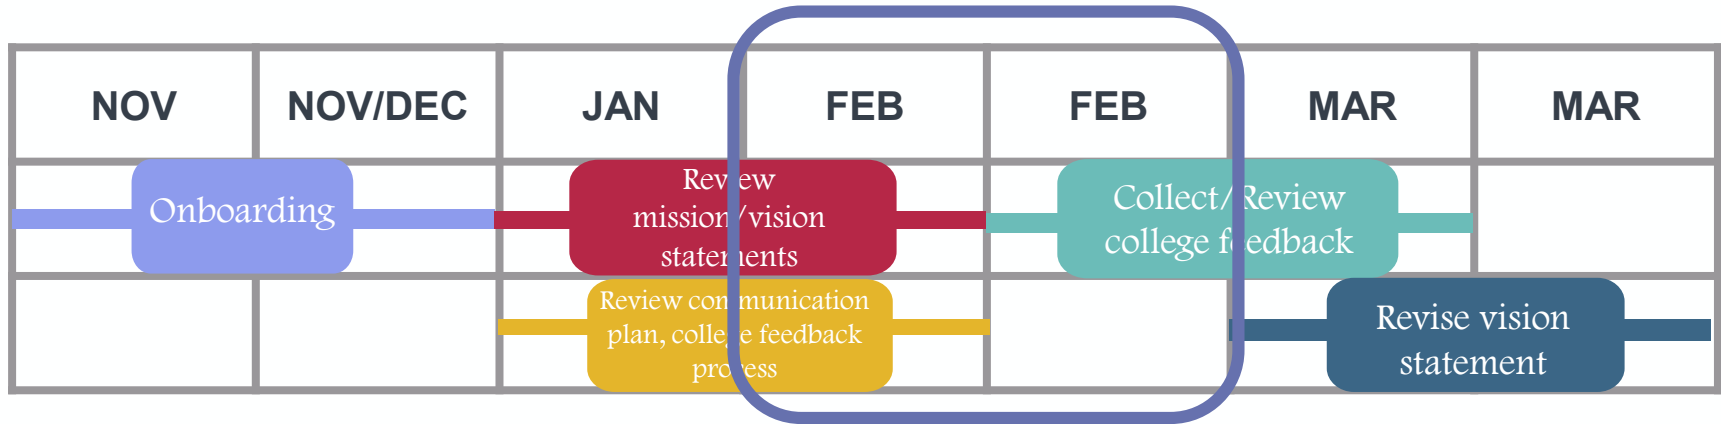 NOV NOV/DEC JAN FEB FEB MAR MAR
Onboarding
Review
mission/vision
statements
Collect/Review
college feedback
Review communication
plan, college feedback
process
Revise vision
statement